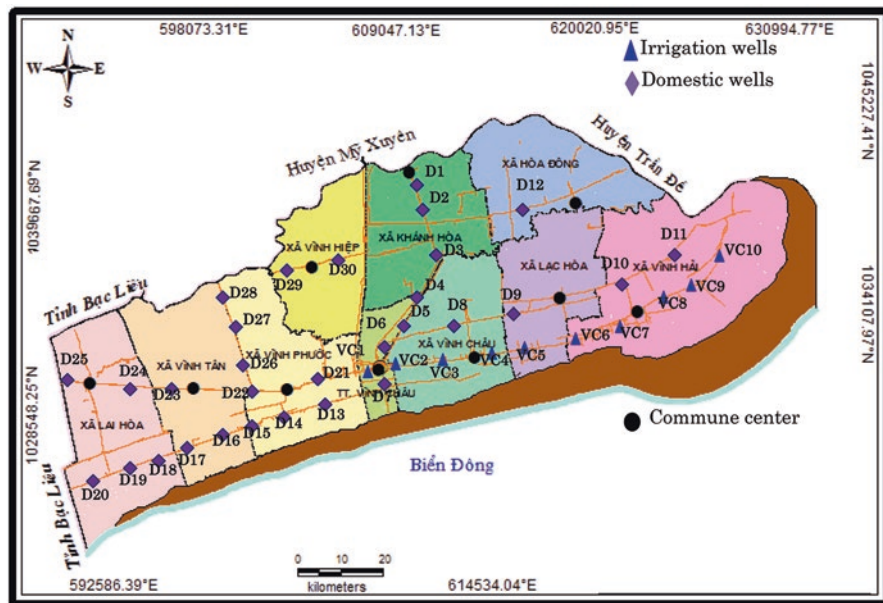 598073.31°E
609047.13°E
620020.95°E
630994.77°E
N
W
E
S
Irrigation wells
Domestic wells
1045227.41°N
Huyện Mỹ Xuyên
Huyện Trần Đề
1039667.69°N
1034107.97°N
1028548.25°N
D1
XÃ HÒA ĐÔNG
D2
D12
XÃ KHÁNH HÒA
XÃ VĨNH HIỆP
D3
D11
VC10
XÃ LẠC HÒA
D10
XÃ VĨNH HẢI
D29
D30
Tỉnh Bạc Liêu
D28
D4
D5
D8
D9
VC9
VC8
D27
D6
XÃ VĨNH CHÂU
VC7
VC6
VC1
XÃ VĨNH PHƯỚC
XÃ VĨNH TÂN
D26
VC2
VC3
VC4
VC5
D25
D24
D23
D22
D21
D7
TT. VĨNH CHÂU
D13
D14
D15
D16
D17
XÃ LAI HÒA
D18
D19
D20
Commune center
Biển Đông
Tỉnh Bạc Liêu
0
10
20
kilometers
592586.39°E
614534.04°E